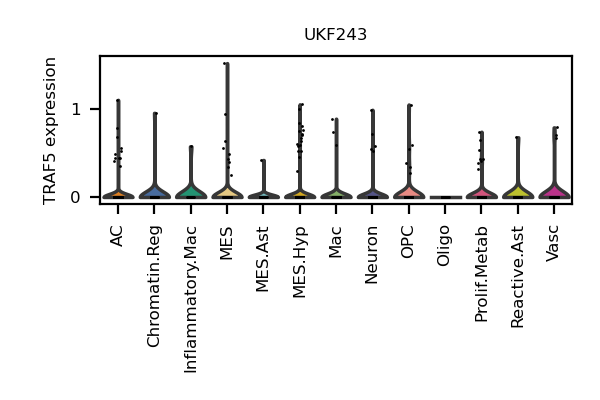 UKF243
TRAF5 expression
1
0
AC
Chromatin.Reg
Inflammatory.Mac
MES
MES.Ast
MES.Hyp
Mac
Neuron
OPC
Oligo
Prolif.Metab
Reactive.Ast
Vasc